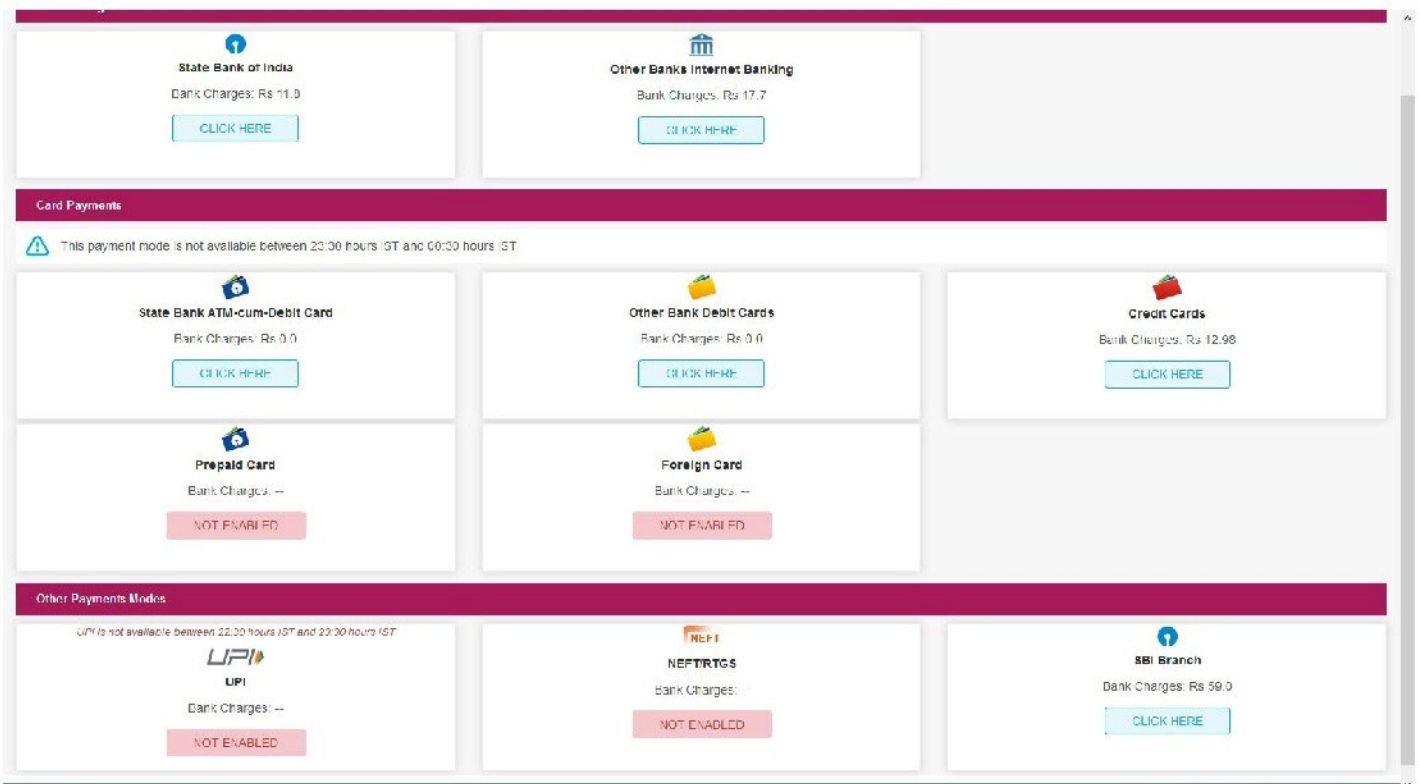 State Bank of India
Bank Charges: Rs 11.8
CLICK HERE
Other Banks Internet Banking
Bank Charges: Rs 17.7
CLICK HERE
Card Payments
This payment mode is not available between 23:30 hours IST and 00:30 hours IST
State Bank ATM-cum-Debit Card
Bank Charges: Rs 0.0
CLICK HERE
Other Bank Debit Cards
Bank Charges: Rs 0.0
CLICK HERE
Credit Cards
Bank Charges: Rs 12.98
CLICK HERE
Prepaid Card
Bank Charges: --
NOT ENABLED
Foreign Card
Bank Charges: --
NOT ENABLED
Other Payments Modes
UPI is not available between hours IST and hours IST
UPI
UPI
Bank Charges: --
NOT ENABLED
NEFT
NEFT/RTGS
Bank Charges:
NOT ENABLED
SBI Branch
Bank Charges: Rs 59.0
CLICK HERE